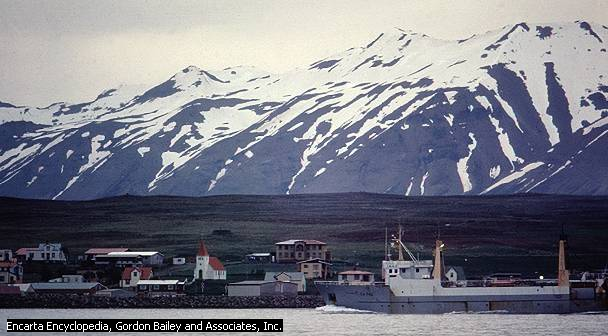 Encarta Encyclopedia, Gordon Bailey and Associates, Inc.